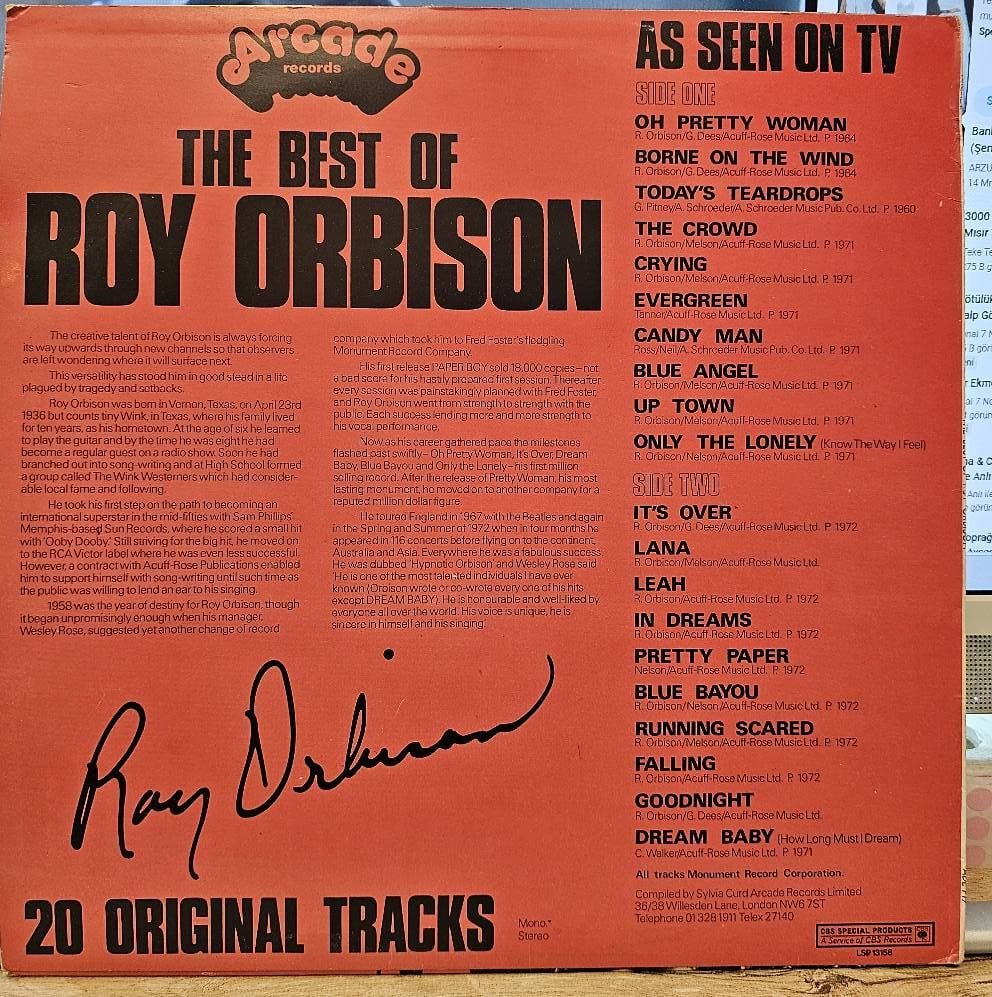 Arcade
records
THE BEST OF
ROY ORBISON
The creative talent of Roy Orbison is always forcing
its way upwards through new channels so that observers
are left wondering where it will surface next.
This versatility has stood him in good stead in a life
plagued by tragedy and setbacks.
Roy Orbison was born in Vernon, Texas, on April 23rd
1936 but counts tiny Wink, in Texas, where his family lived
for ten years, as his hometown. At the age of six he learned
to play the guitar and by the time he was eight he had
become a regular guest on a radio show. Soon he had
branched out into song-writing and at High School formed
a group called The Wink Westerners which had consider-
able local fame and following.
He took his first step on the path to becoming an
international superstar in the mid-fifties with Sam Phillips'
Memphis-based Sun Records, where he scored a small hit
with 'Ooby Dooby.' Still striving for the big hit, he moved on
to the RCA Victor label where he was even less successful.
However, a contract with Acuff-Rose Publications enabled
him to support himself with song-writing until such time as
the public was willing to lend an ear to his singing.
1958 was the year of destiny for Roy Orbison, though
it began unpromisingly enough when his manager,
Wesley Rose, suggested yet another change of record
company which took him to Fred Foster's fledgling
Monument Record Company.
His first release PAPER BOY sold 18,000 copies–not
a bad score for his hastily prepared first session. Thereafter
every session was painstakingly planned with Fred Foster,
and Roy Orbison went from strength to strength with the
public. Each success lending more and more strength to
his vocal performance.
Now as his career gathered pace the milestones
flashed past swiftly – Oh Pretty Woman, It's Over, Dream
Baby, Blue Bayou and Only the Lonely – his first million
selling record. After the release of Pretty Woman, his most
lasting monument, he moved on to another company for a
reputed million dollar figure.
He toured England in '967 with the Beatles and again
in the Spring and Summer of 1972 when in four months he
appeared in 116 concerts before flying on to the continent,
Australia and Asia. Everywhere he was a fabulous success.
He was dubbed 'Hypnotic Orbison' and Wesley Rose said
'He is one of the most talented individuals I have ever
known (Orbison wrote or co-wrote every one of his hits
except DREAM BABY). He is honourable and well-liked by
everyone all over the world. His voice is unique, he is
sincere in himself and his singing.'
Roy Orbison
20 ORIGINAL TRACKS
Mono.*
Stereo
AS SEEN ON TV
SIDE ONE
OH PRETTY WOMAN
R. Orbison/G. Dees/Acuff-Rose Music Ltd. P. 1964
BORNE ON THE WIND
R. Orbison/G. Dees/Acuff-Rose Music Ltd. P. 1964
TODAY'S TEARDROPS
G. Pitney/A. Schroeder/A. Schroeder Music Pub. Co. Ltd. P. 1960
THE CROWD
R. Orbison/Melson/Acuff-Rose Music Ltd. P. 1971
CRYING
R. Orbison/Melson/Acuff-Rose Music Ltd. P. 1971
EVERGREEN
Tanner/Acuff-Rose Music Ltd. P. 1971
CANDY MAN
Ross/Neil/A. Schroeder Music Pub. Co. Ltd. P. 1971
BLUE ANGEL
R. Orbison/Melson/Acuff-Rose Music Ltd. P. 1971
UP TOWN
R. Orbison/Melson/Acuff-Rose Music Ltd. P. 1971
ONLY THE LONELY (Know The Way I Feel)
R. Orbison/Nelson/Acuff-Rose Music Ltd. P. 1971
SIDE TWO
IT'S OVER
R. Orbison/G. Dees/Acuff-Rose Music Ltd. P. 1972
LANA
R. Orbison/Melson/Acuff-Rose Music Ltd.
LEAH
R. Orbison/Acuff-Rose Music Ltd. P. 1972
IN DREAMS
R. Orbison/Acuff-Rose Music Ltd. P. 1972
PRETTY PAPER
Nelson/Acuff-Rose Music Ltd. P. 1972
BLUE BAYOU
R. Orbison/Nelson/Acuff-Rose Music Ltd. P. 1972
RUNNING SCARED
R. Orbison/Melson/Acuff-Rose Music Ltd. P. 1972
FALLING
R. Orbison/Acuff-Rose Music Ltd. P. 1972
GOODNIGHT
R. Orbison/G. Dees/Acuff-Rose Music Ltd.
DREAM BABY (How Long Must I Dream)
C. Walker/Acuff-Rose Music Ltd. P. 1971
All tracks Monument Record Corporation.
Compiled by Sylvia Curd Arcade Records Limited
36/38 Willesden Lane, London NW6 7ST
Telephone 01 328 1911 Telex 27140
CBS SPECIAL PRODUCTS
A Service of CBS Records
CBS
LSP 13158
(Şen
ARZU
3000
Mısır